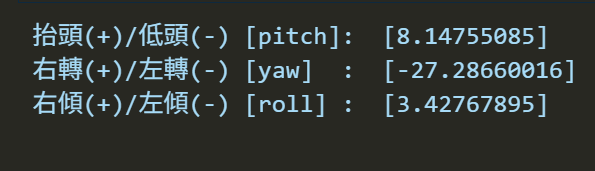 抬頭(+)/低頭(-) [pitch]:  [8.14755085]
右轉(+)/左轉(-) [yaw]  :  [-27.28660016]
右傾(+)/左傾(-) [roll] :  [3.42767895]